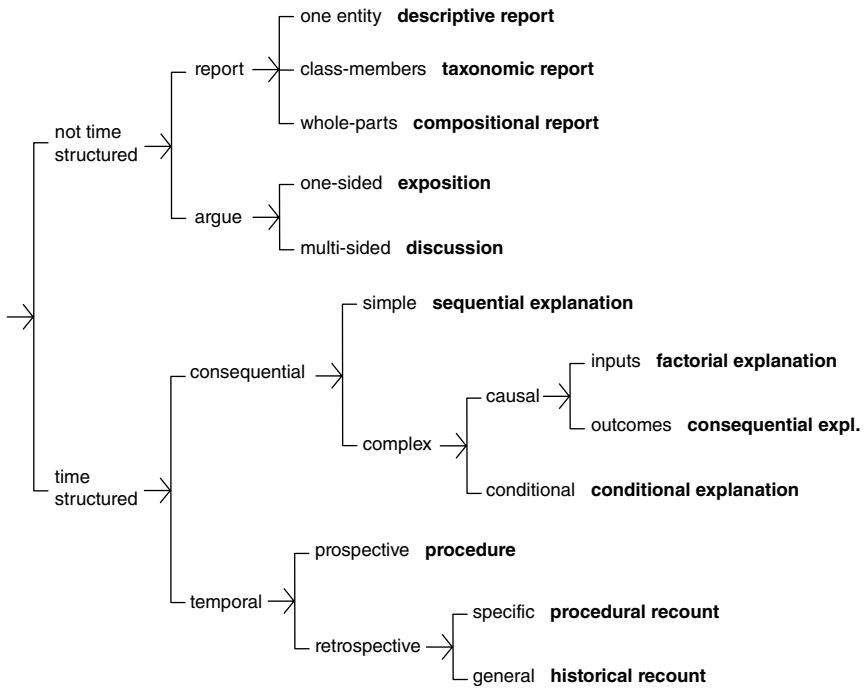 one entity descriptive report
report
class-members taxonomic report
whole-parts compositional report
not time
structured
one-sided exposition
argue
multi-sided discussion
simple sequential explanation
consequential
inputs factorial explanation
causal
outcomes consequential expl.
complex
conditional conditional explanation
time
structured
prospective procedure
temporal
specific procedural recount
retrospective
general historical recount